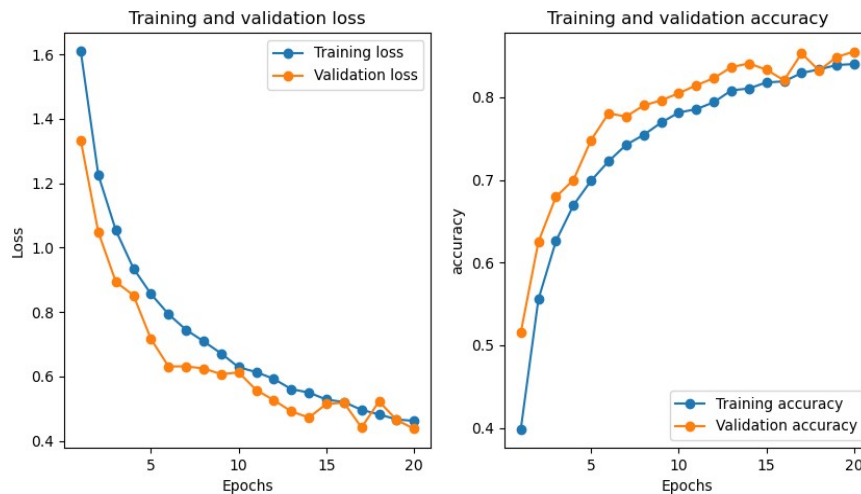 Training and validation loss
Training loss
Validation loss
1.6
1.4
1.2
1.0
0.8
0.6
0.4
Loss
5
10
15
20
Epochs
Training and validation accuracy
0.8
0.7
0.6
0.5
0.4
accuracy
Training accuracy
Validation accuracy
5
10
15
20
Epochs